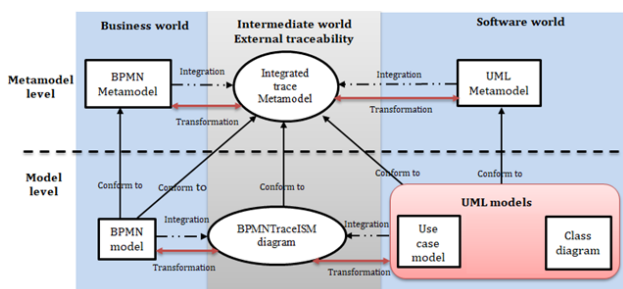 Business world
Intermediate world
External traceability
Software world
Metamodel
level
BPMN
Metamodel
Integration
Transformation
Integrated
trace
Metamodel
Integration
Transformation
UML
Metamodel
Conform to
Conform to
Conform to
Conform to
Conform to
Model
level
BPMN
model
Integration
Transformation
BPMNTraceISM
diagram
Integration
Transformation
UML models
Use
case
model
Class
diagram